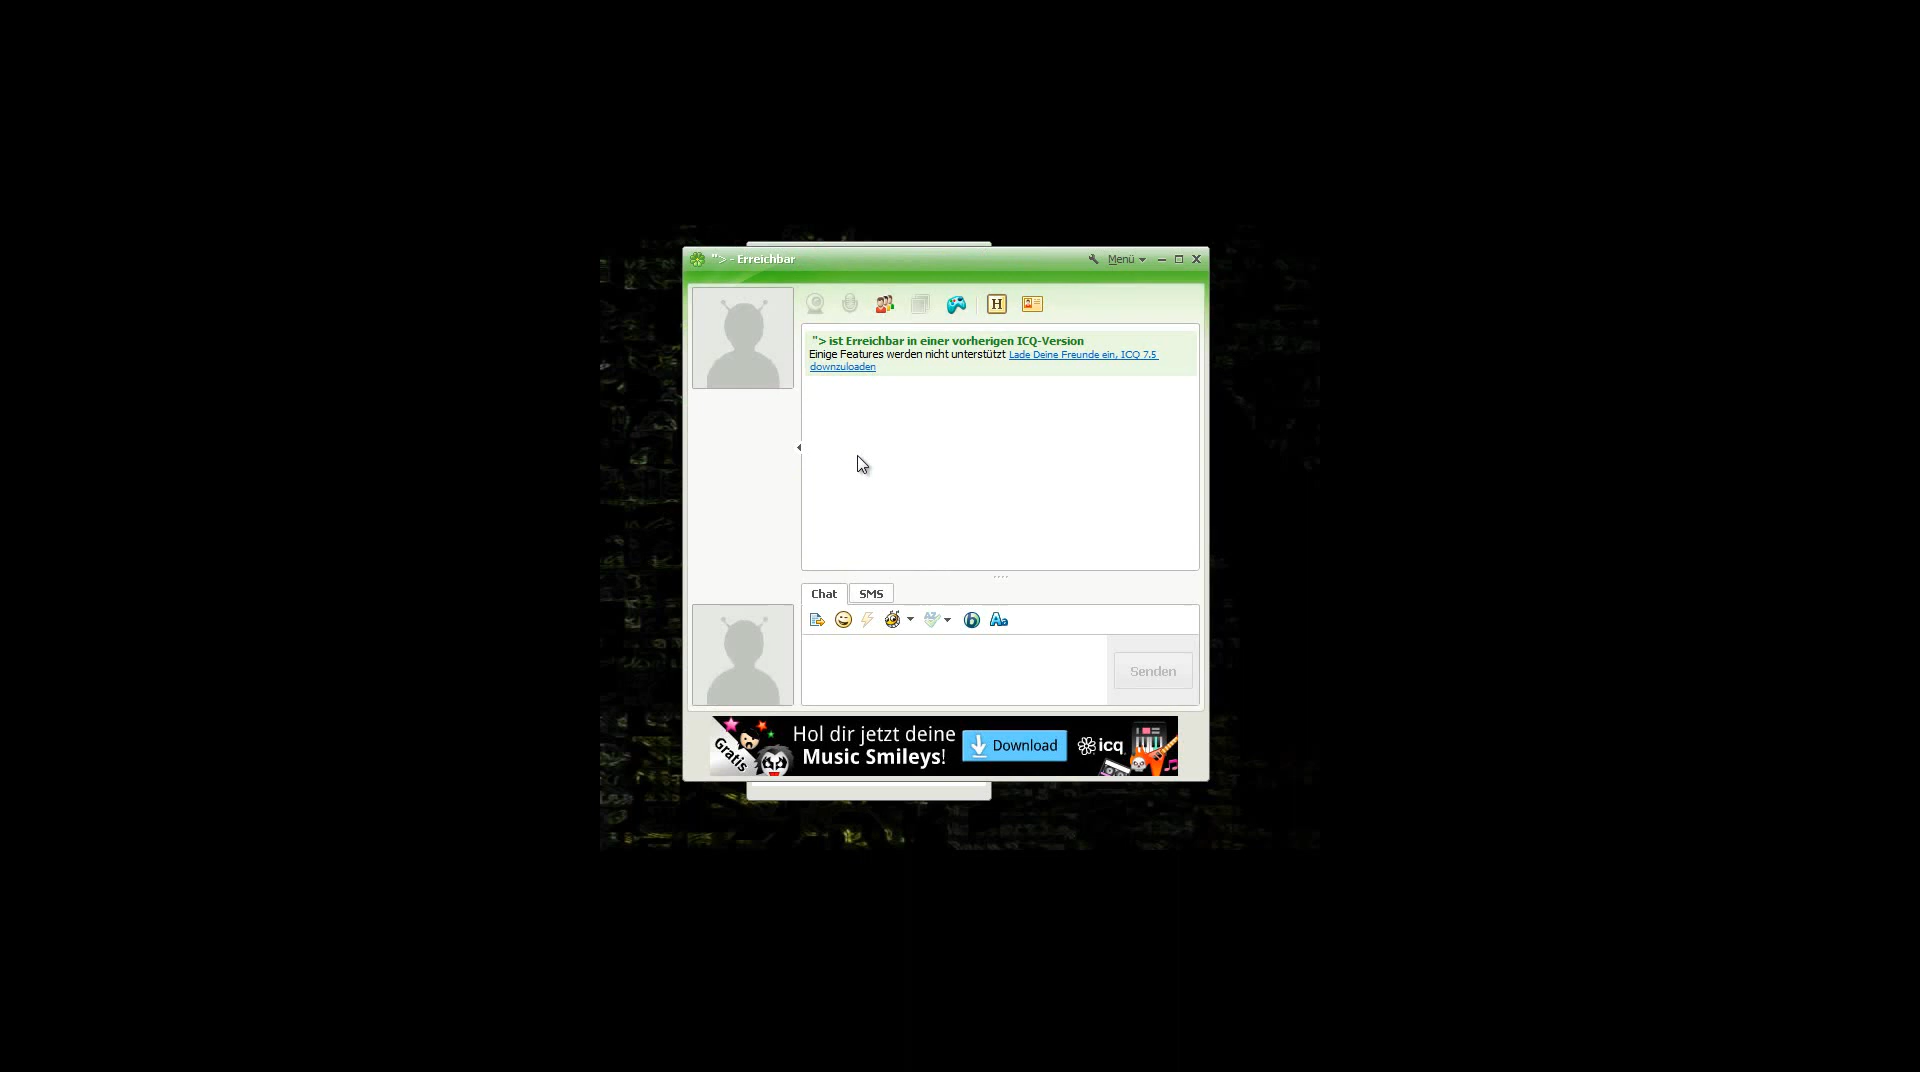 "> - Erreichbar
Menü
H
"> ist Erreichbar in einer vorherigen ICQ-Version
Einige Features werden nicht unterstützt Lade Deine Freunde ein, ICQ 7.5
downzuloaden
Chat
SMS
b Aa
Senden
Gratis
Hol dir jetzt deine
Music Smileys!
Download
icq